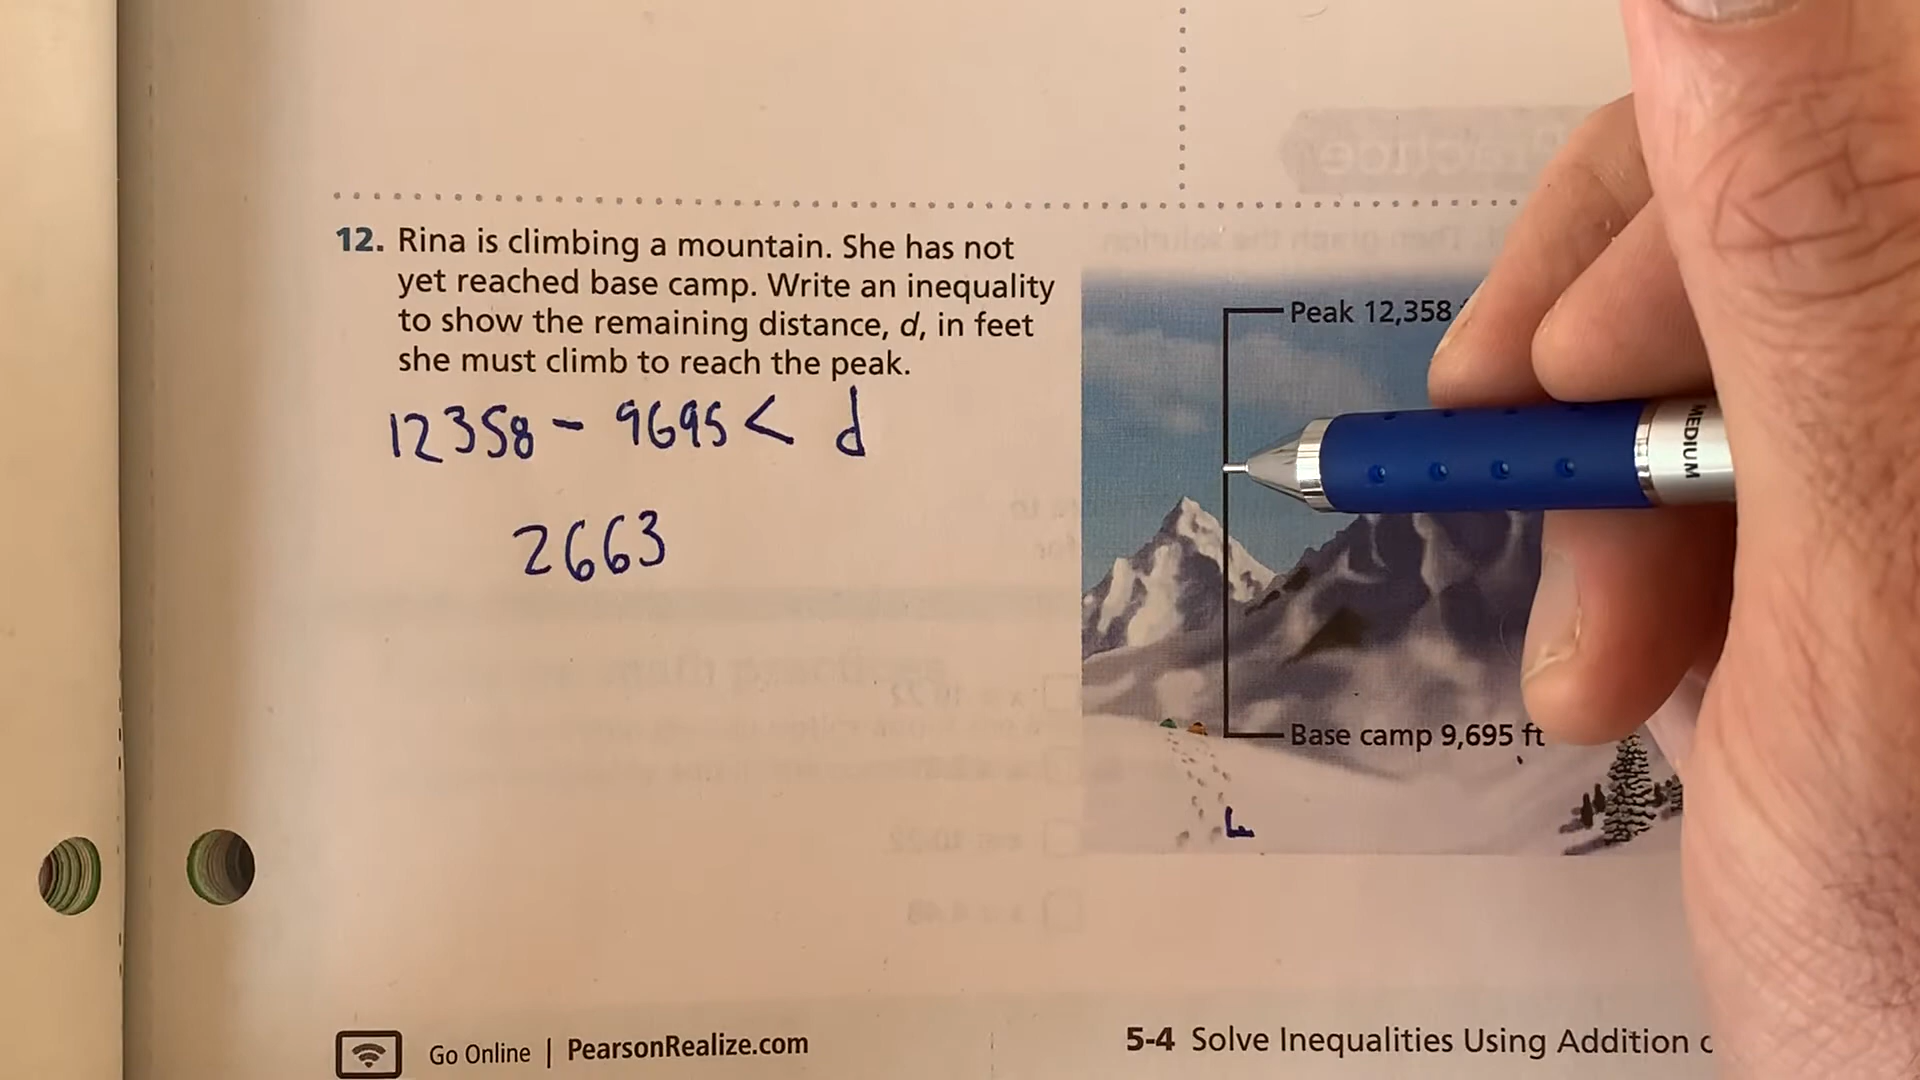 12. Rina is climbing a mountain. She has not
yet reached base camp. Write an inequality
to show the remaining distance, d, in feet
she must climb to reach the peak.
12358 - 9695 < d
2663
Peak 12,358
Base camp 9,695 ft
MEDIUM
Go Online | PearsonRealize.com
5-4 Solve Inequalities Using Addition